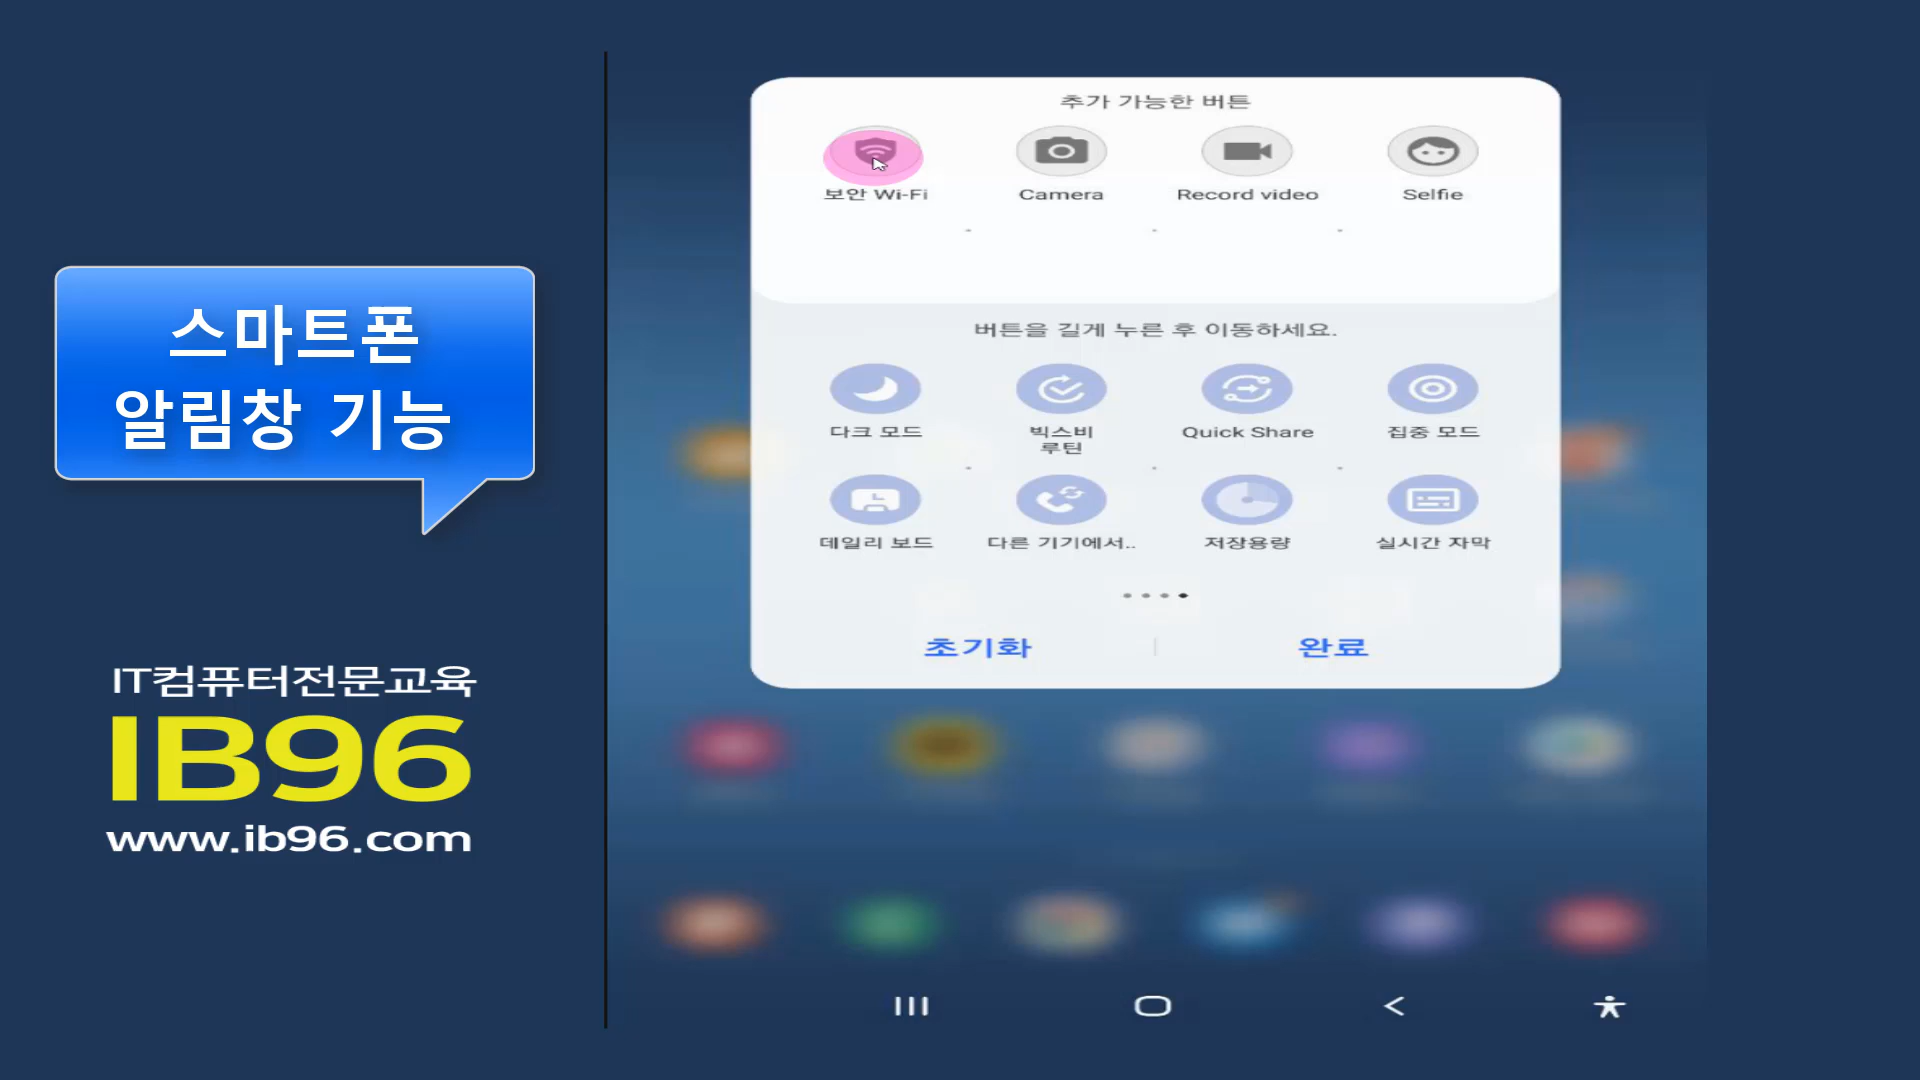 스마트폰
알림창 기능
IT컴퓨터전문교육
IB96
www.ib96.com
추가 가능한 버튼
보안 Wi-Fi
Camera
Record video
Selfie
버튼을 길게 누른 후 이동하세요.
다크 모드
빅스비
루틴
Quick Share
집중 모드
데일리 보드
다른 기기에서..
저장용량
실시간 자막
초기화
완료